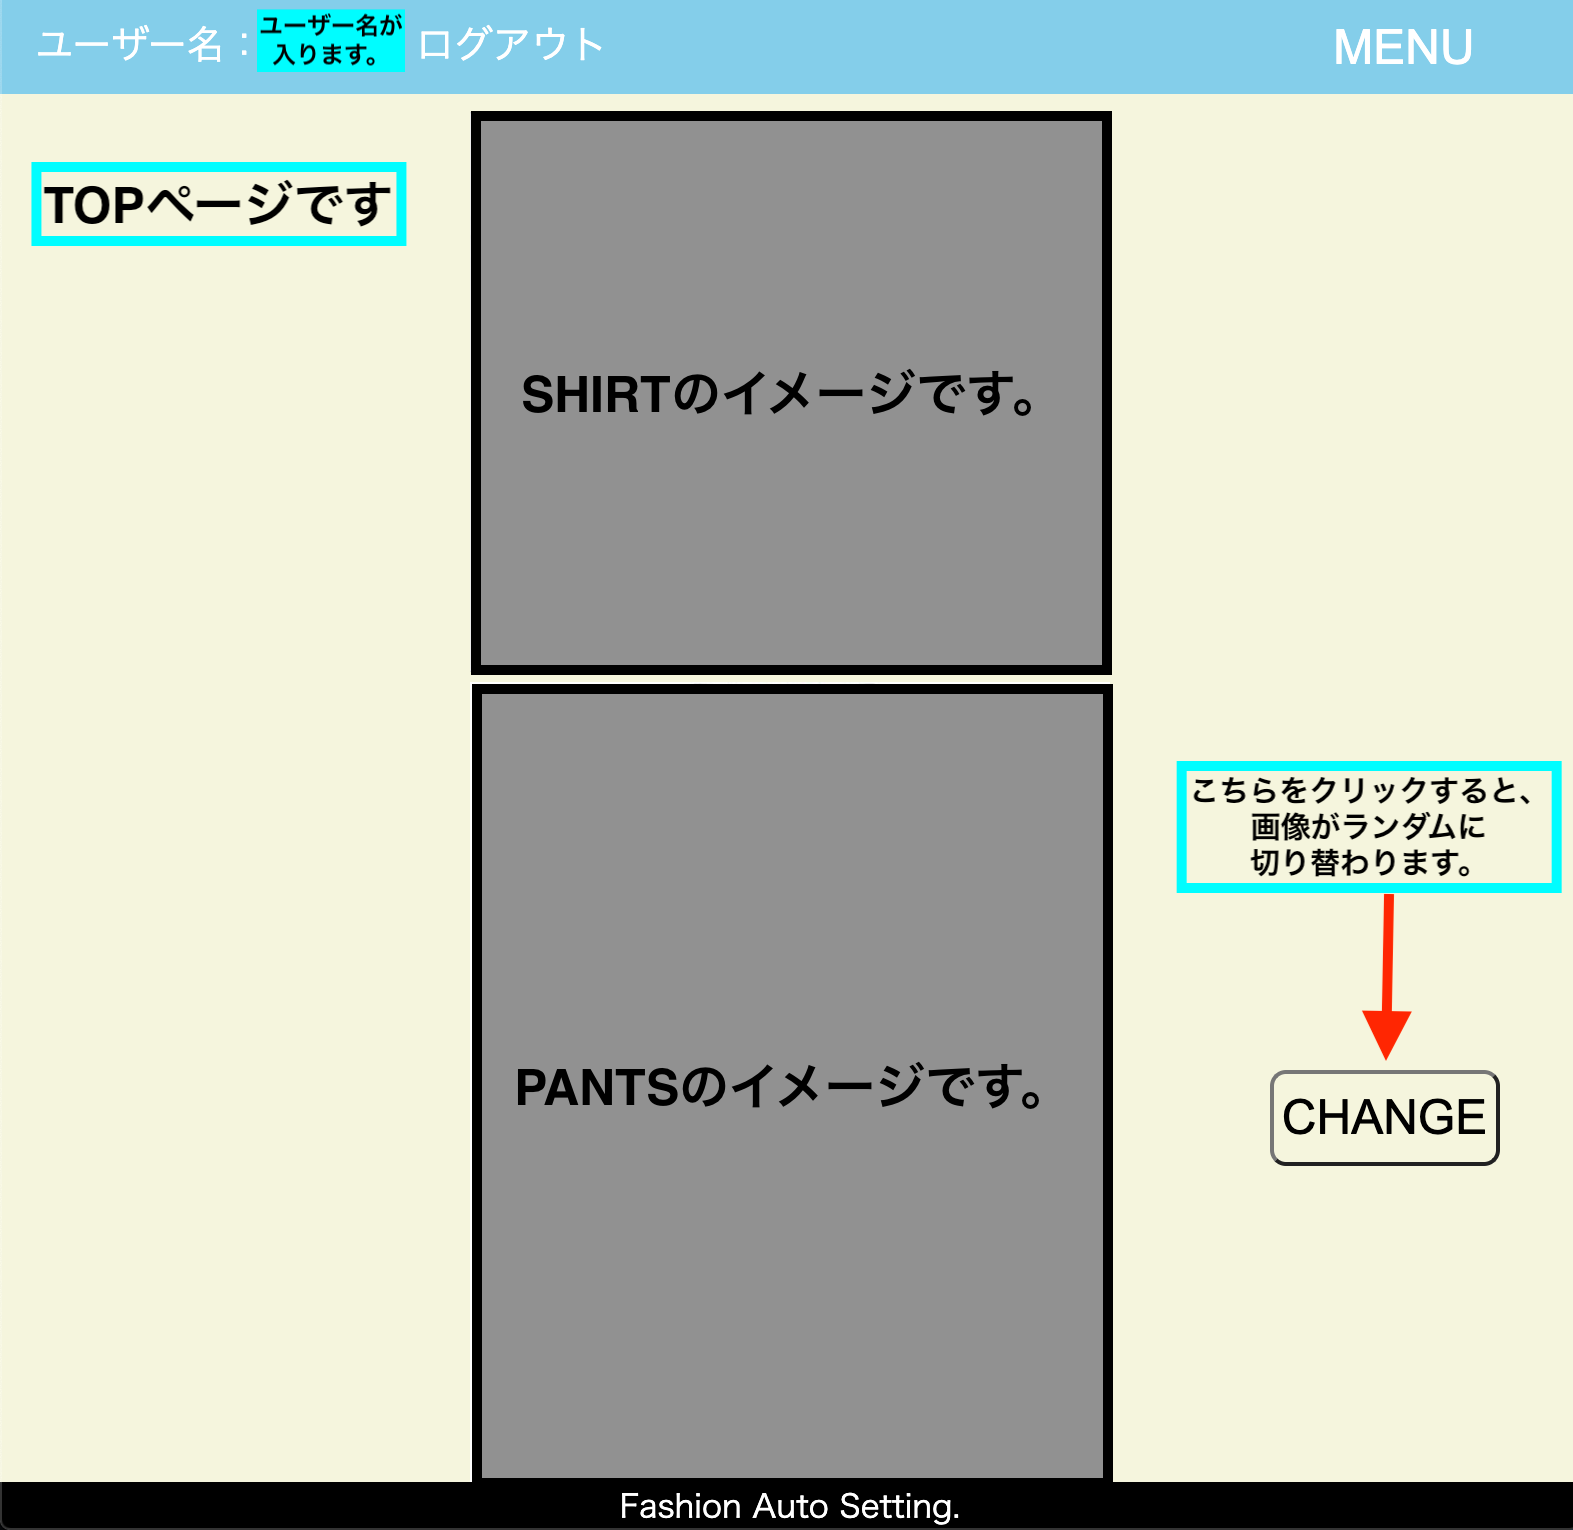 ユーザー名：
ユーザー名が
入ります。
ログアウト
MENU
TOPページです
SHIRTのイメージです。
こちらをクリックすると、
画像がランダムに
切り替わります。
PANTSのイメージです。
CHANGE
Fashion Auto Setting.